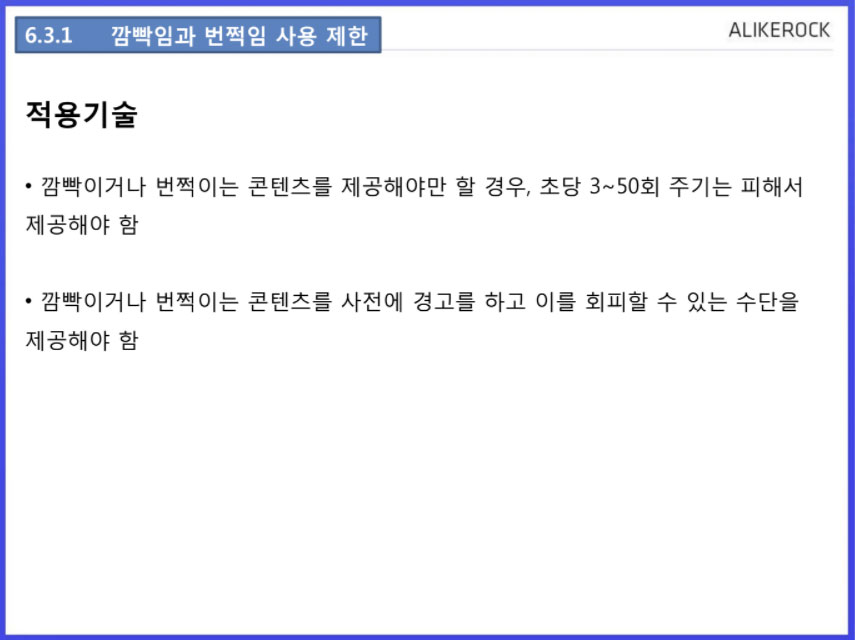 6.3.1 깜빡임과 번쩍임 사용 제한
ALIKEROCK
적용기술
• 깜빡이거나 번쩍이는 콘텐츠를 제공해야만 할 경우, 초당 3~50회 주기는 피해서
제공해야 함
• 깜빡이거나 번쩍이는 콘텐츠를 사전에 경고를 하고 이를 회피할 수 있는 수단을
제공해야 함